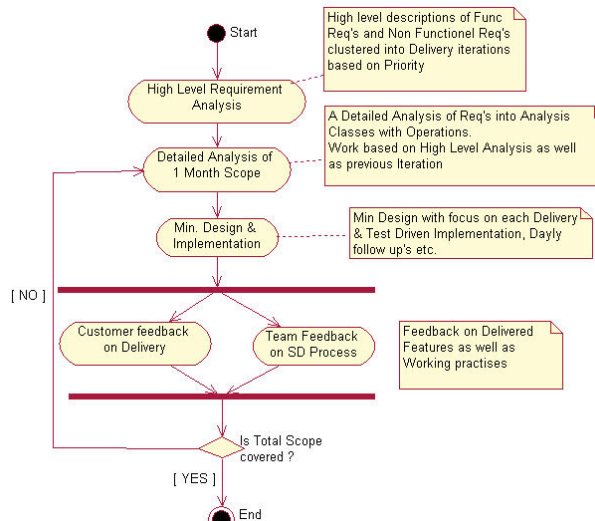 Start
High level descriptions of Func
Req's and Non Functionel Req's
clustered into Delivery iterations
based on Priority
High Level Requirement
Analysis
A Detailed Analysis of Req's into Analysis
Classes with Operations.
Work based on High Level Analysis as well
as previous Iteration
Detailed Analysis of
1 Month Scope
Min. Design &
Implementation
Min Design with focus on each Delivery
& Test Driven Implementation, Dayly
follow up's etc.
[ NO ]
Customer feedback
on Delivery
Team Feedback
on SD Process
Feedback on Delivered
Features as well as
Working practises
Is Total Scope
covered ?
[ YES ]
End